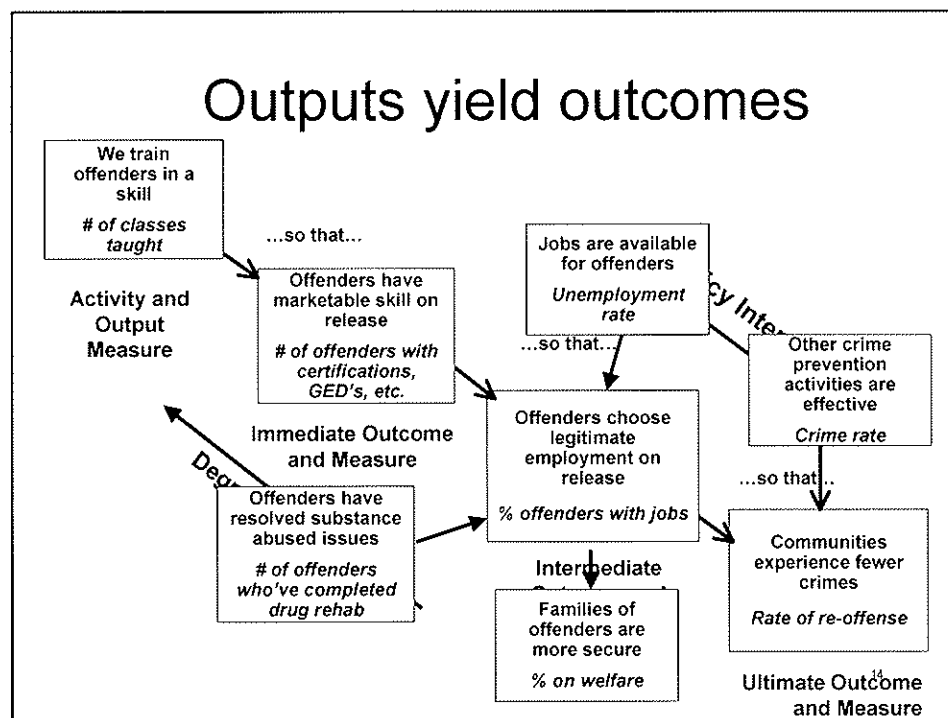 Outputs yield outcomes
We train
offenders in a
skill
# of classes
taught
...so that...
Activity and
Output
Measure
Offenders have
marketable skill on
release
# of offenders with
certifications,
GED's, etc.
Immediate Outcome
and Measure
Jobs are available
for offenders
Unemployment
rate
...so that...
Other crime
prevention
activities are
effective
Crime rate
...so that...
Offenders choose
legitimate
employment on
release
% offenders with jobs
Offenders have
resolved substance
abused issues
# of offenders
who've completed
drug rehab
Intermediate
Families of
offenders are
more secure
% on welfare
Communities
experience fewer
crimes
Rate of re-offense
14
Ultimate Outcome
and Measure